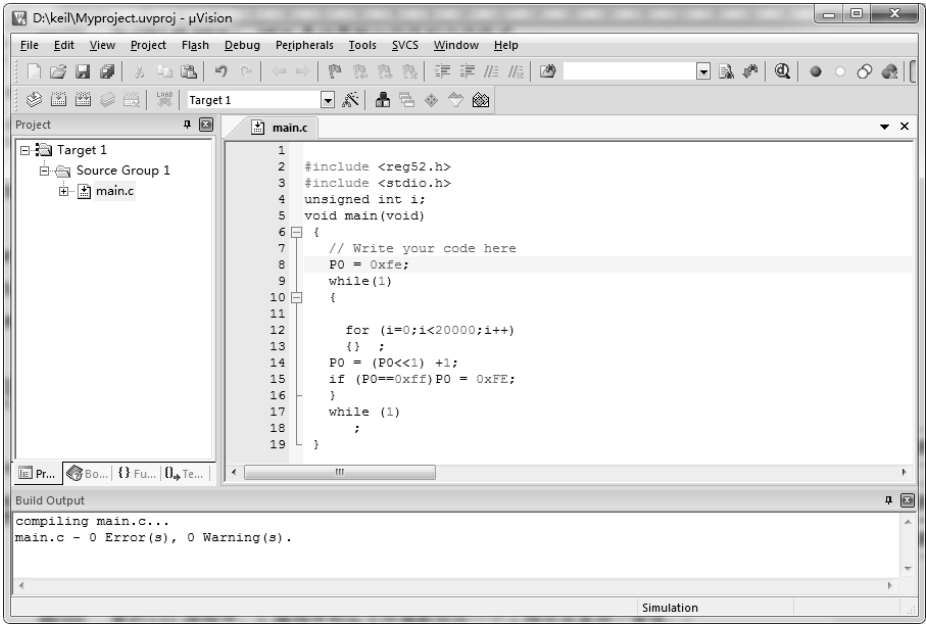 D:\keil\Myproject.uvproj - µVision
File Edit View Project Flash Debug Peripherals Tools SVCS Window Help
LOAD Target 1
Project
main.c
Target 1
Source Group 1
main.c
1
2 #include <reg52.h>
3 #include <stdio.h>
4 unsigned int i;
5 void main(void)
6 {
7 // Write your code here
8 P0 = 0xfe;
9 while(1)
10 {
11
12 for (i=0;i<20000;i++)
13 {} ;
14 P0 = (P0<<1) +1;
15 if (P0==0xff)P0 = 0xFE;
16 }
17 while (1)
18 ;
19 }
Pr... Bo... {} Fu... 0 Te...
Build Output
compiling main.c...
main.c - 0 Error(s), 0 Warning(s).
Simulation